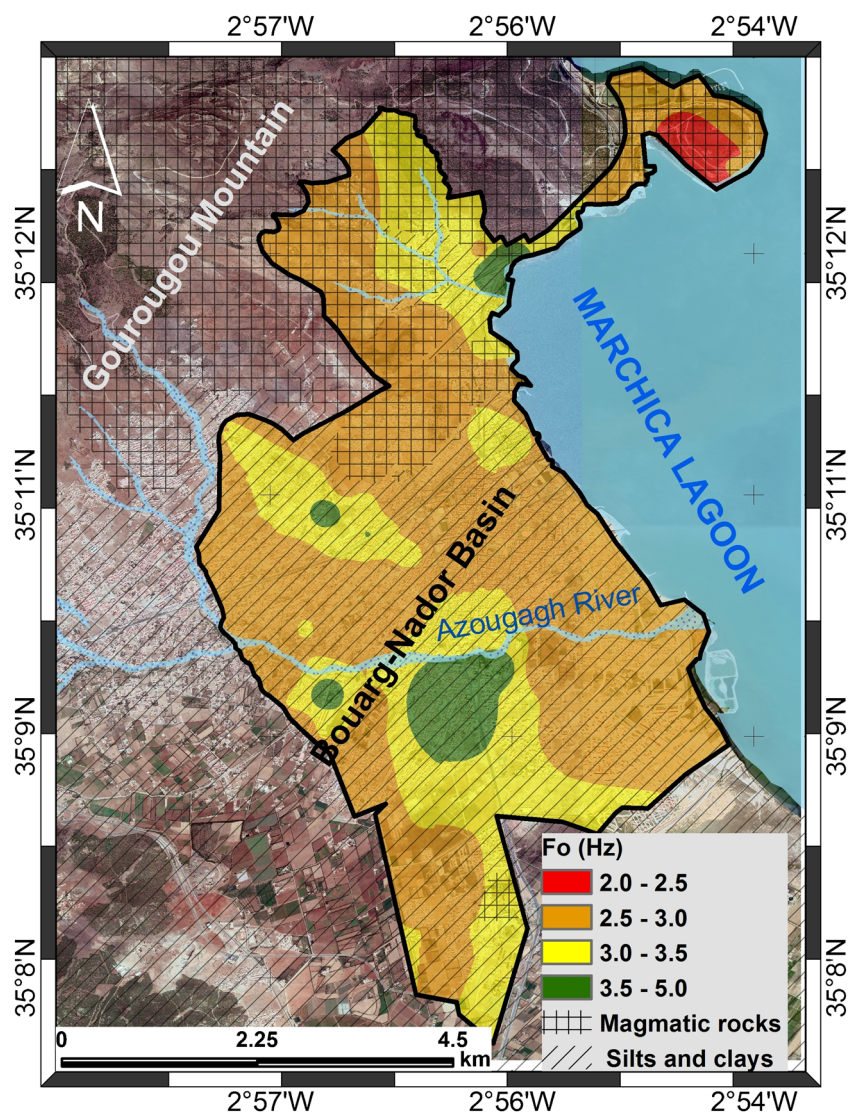 2°57'W 2°56'W 2°54'W
N
Gourougou Mountain
35°12'N 35°12'N
MARCHICA LAGOON
35°11'N 35°11'N
Bouarg-Nador Basin
Azougagh River
35°9'N 35°9'N
Fo (Hz)
2.0 - 2.5
2.5 - 3.0
3.0 - 3.5
3.5 - 5.0
Magmatic rocks
Silts and clays
35°8'N 35°8'N
0 2.25 4.5
km
2°57'W 2°56'W 2°54'W